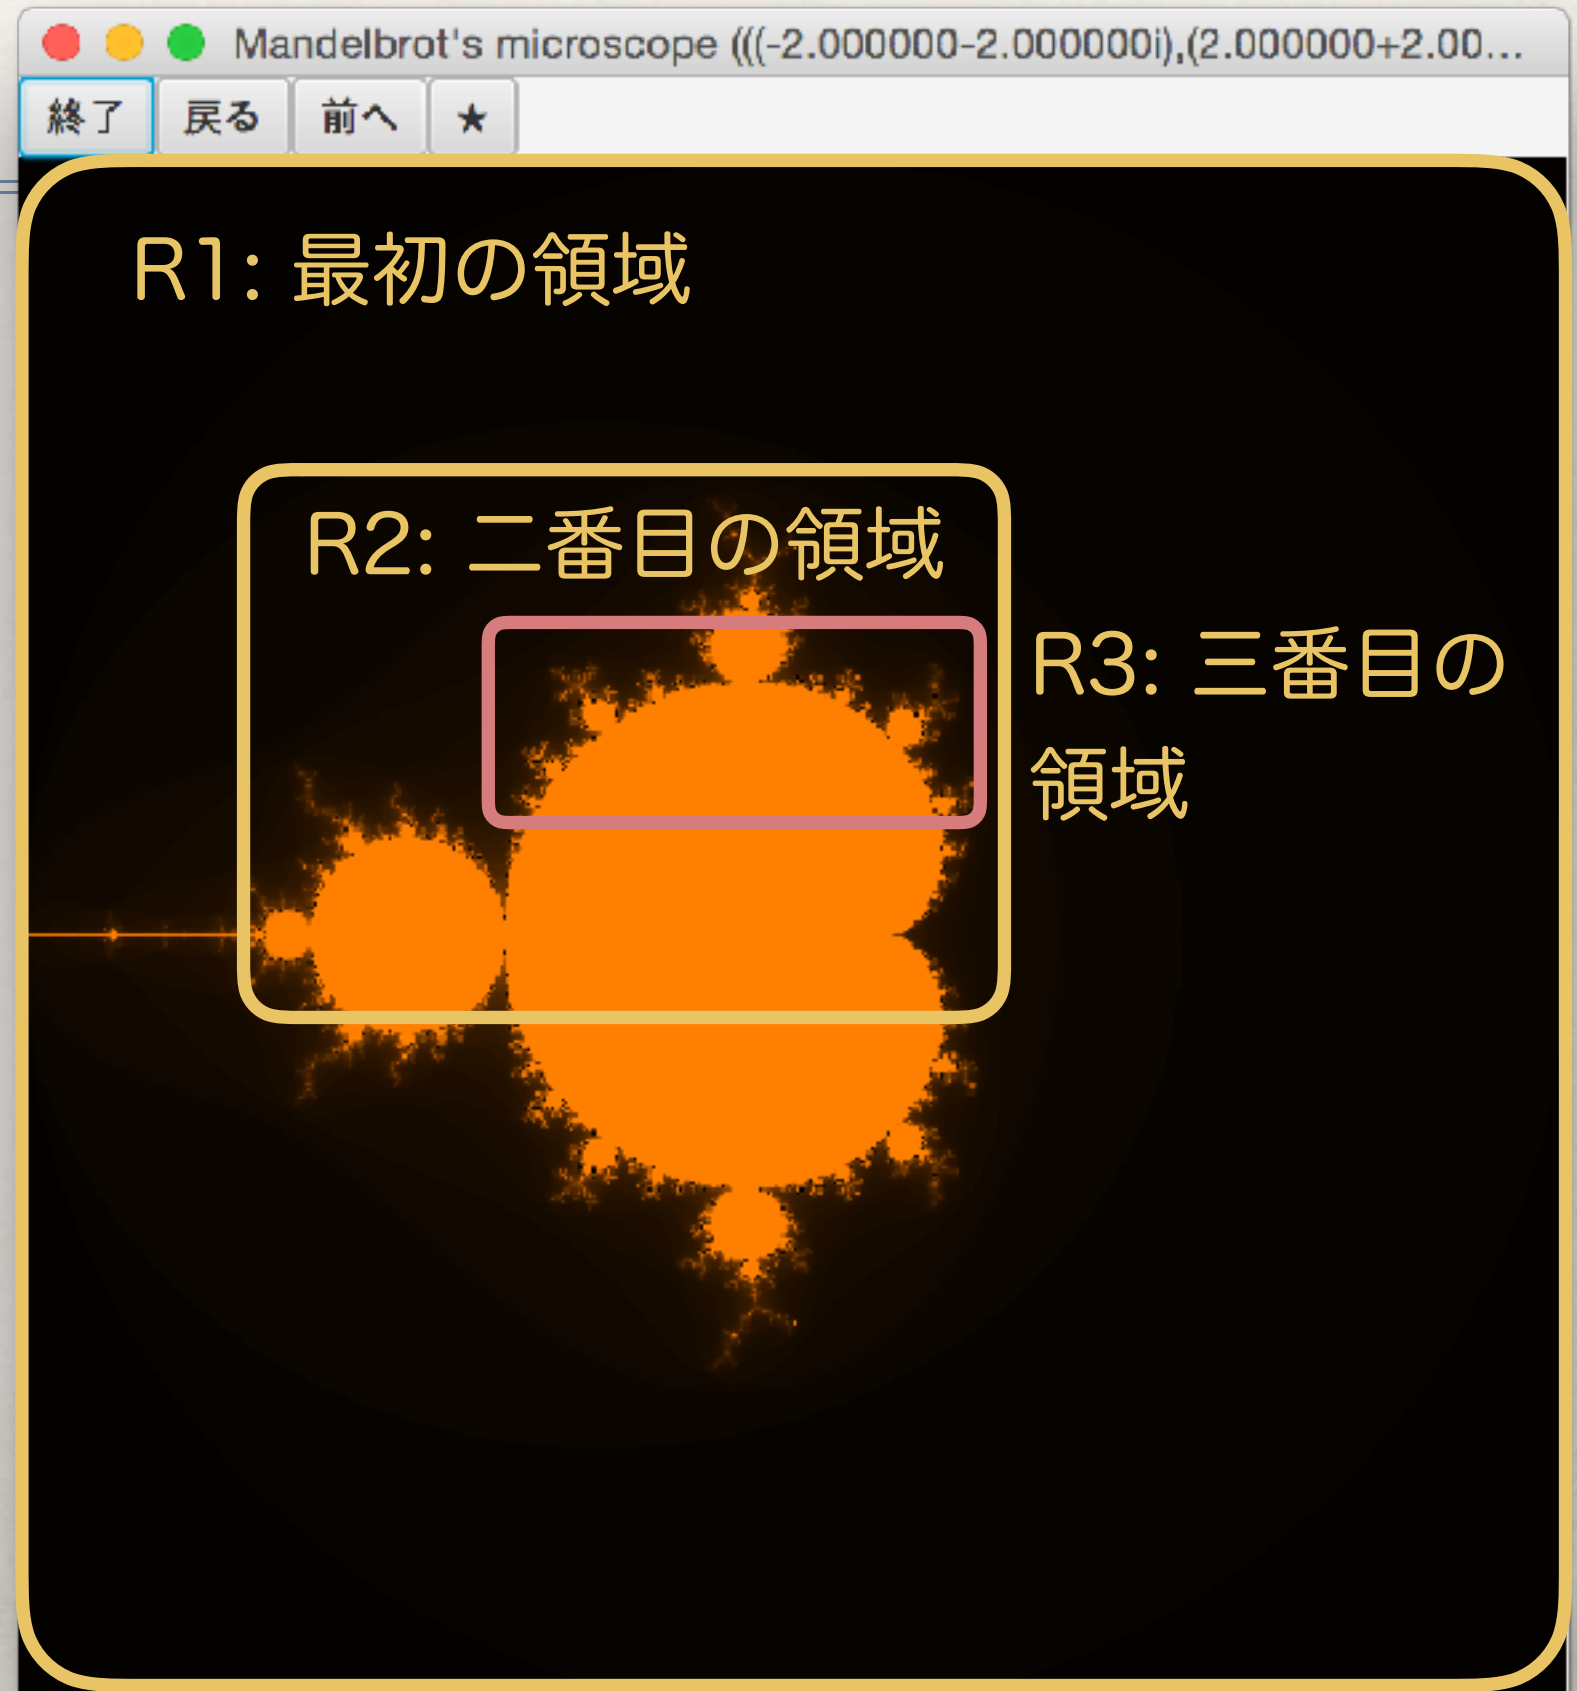 Mandelbrot's microscope (((-2.000000-2.000000i),(2.000000+2.00...
終了 戻る 前へ ★
R1: 最初の領域
R2: 二番目の領域
R3: 三番目の
領域